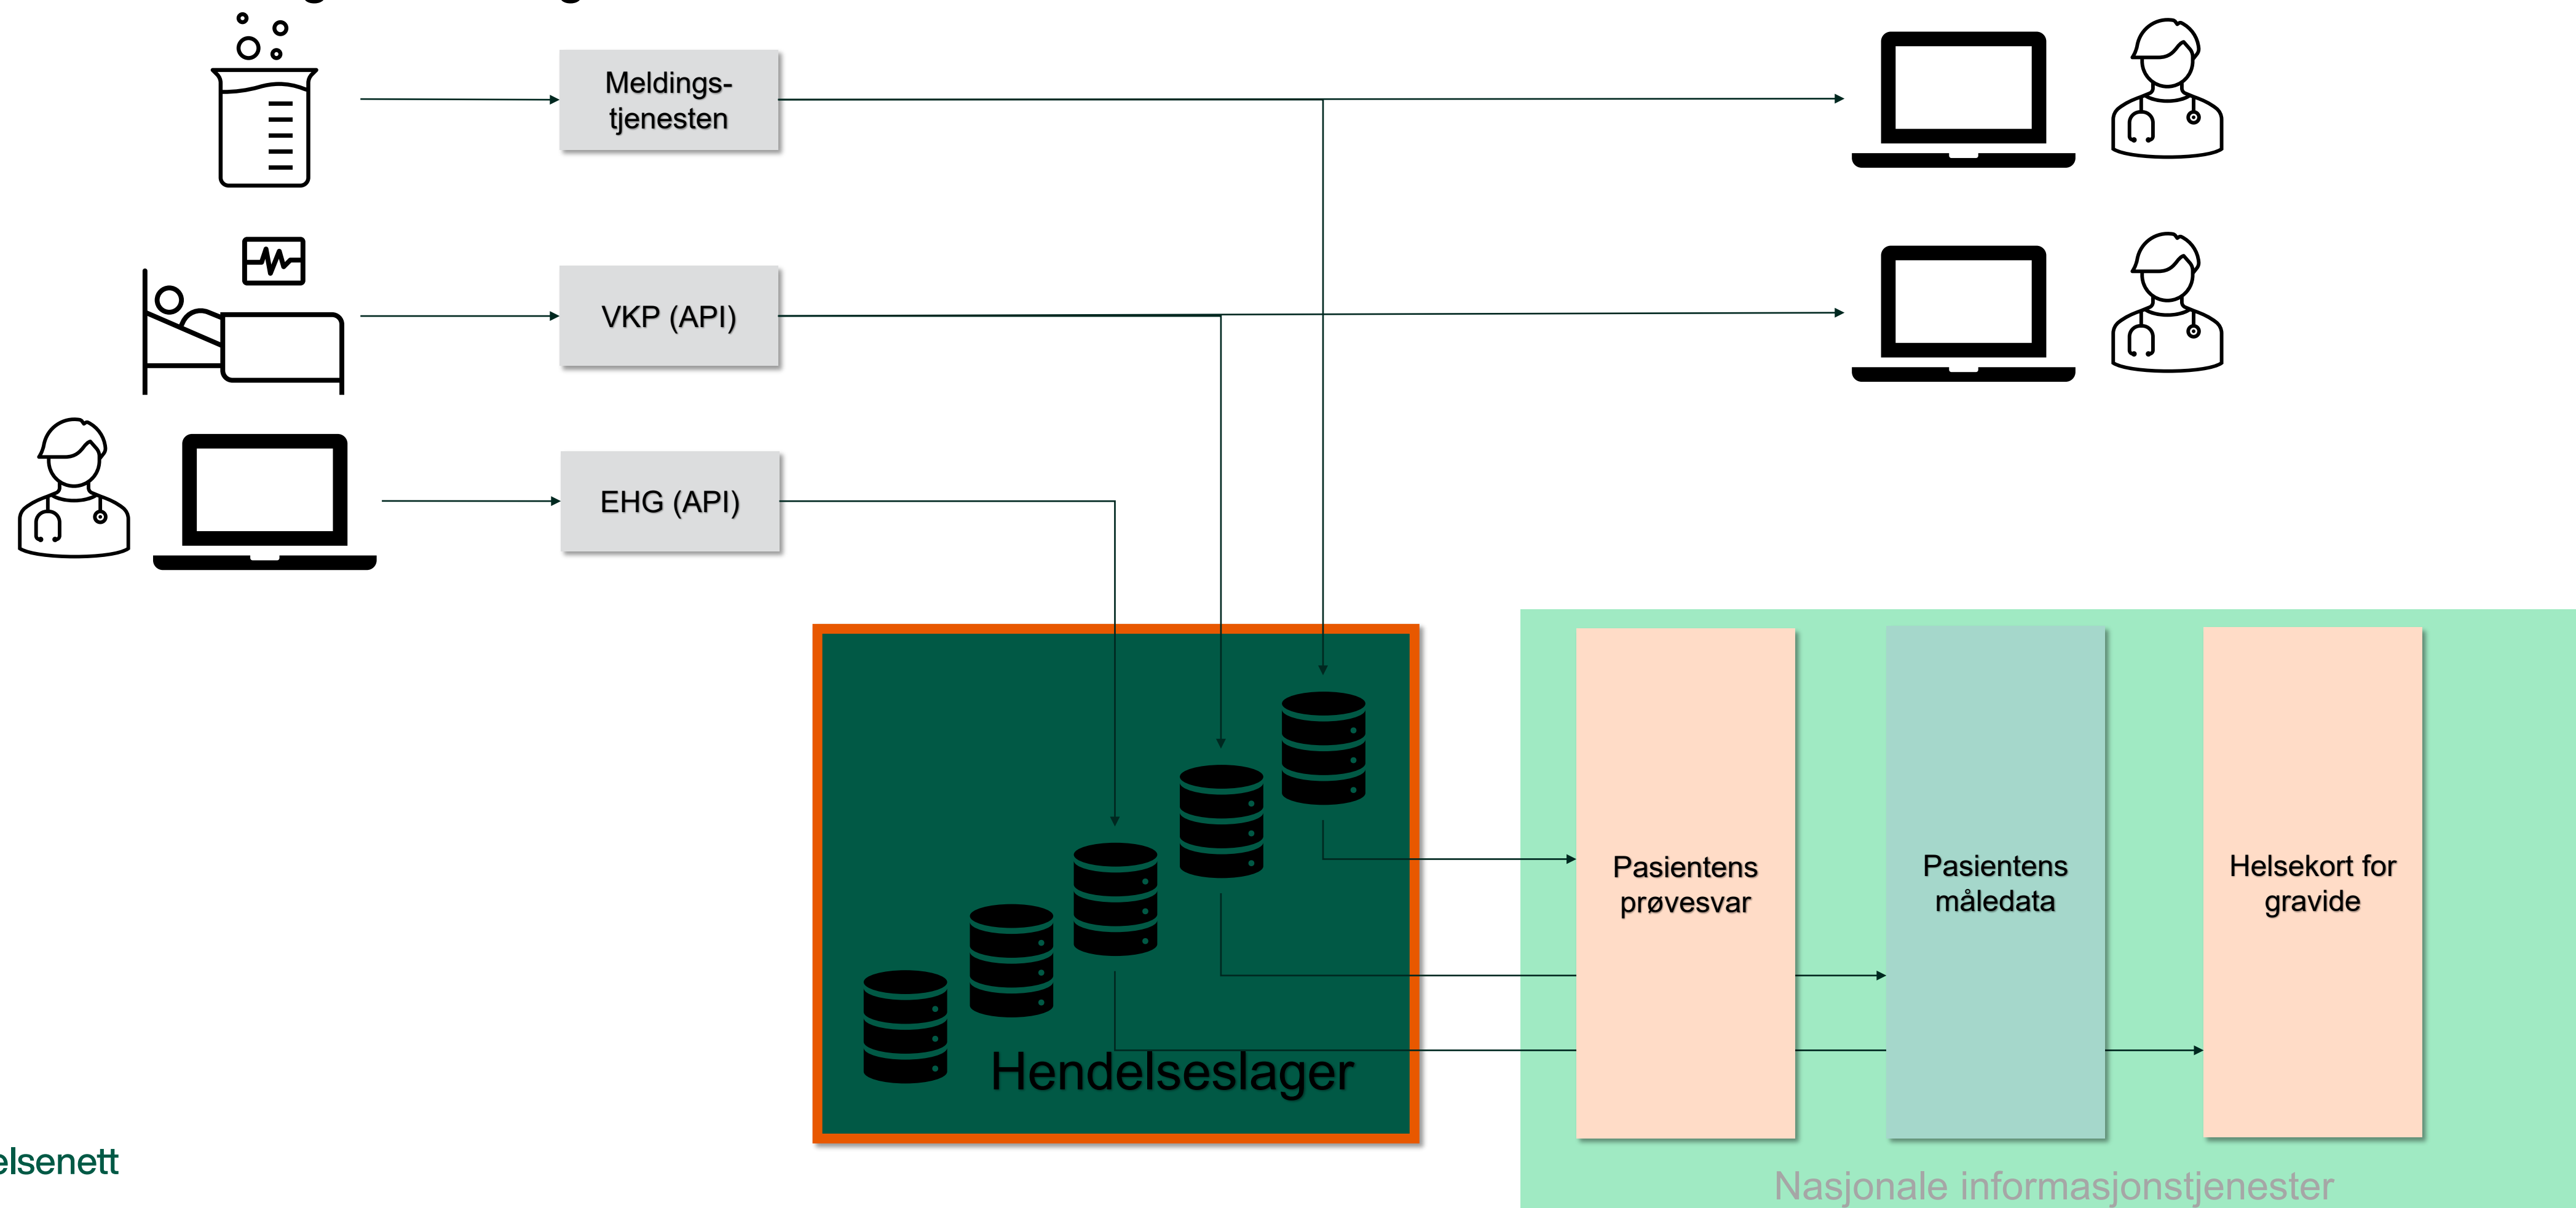 Meldings-
tjenesten
VKP (API)
EHG (API)
Pasientens
prøvesvar
Pasientens
måledata
Helsekort for
gravide
Hendelseslager
elsenett
Nasjonale informasjonstjenester